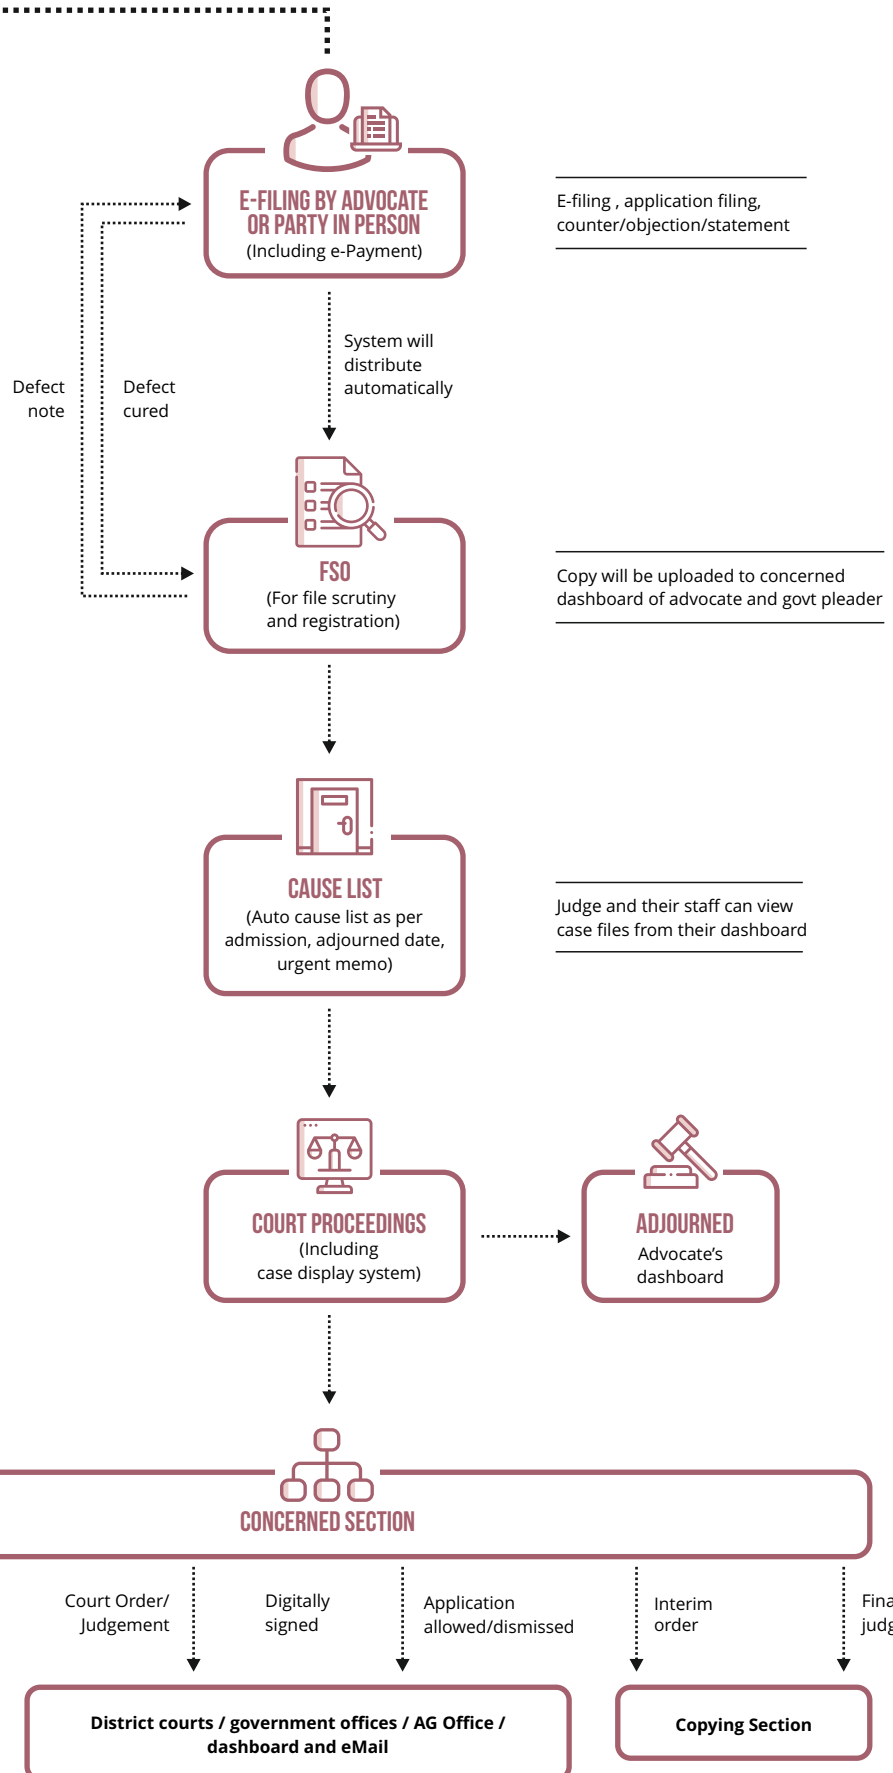 E-FILING BY ADVOCATE
OR PARTY IN PERSON
(Including e-Payment)
E-filing , application filing,
counter/objection/statement
System will
distribute
automatically
Defect
note
Defect
cured
FSO
(For file scrutiny
and registration)
Copy will be uploaded to concerned
dashboard of advocate and govt pleader
CAUSE LIST
(Auto cause list as per
admission, adjourned date,
urgent memo)
Judge and their staff can view
case files from their dashboard
COURT PROCEEDINGS
(Including
case display system)
ADJOURNED
Advocate's
dashboard
CONCERNED SECTION
Court Order/
Judgement
Digitally
signed
Application
allowed/dismissed
Interim
order
District courts / government offices / AG Office /
dashboard and eMail
Copying Section